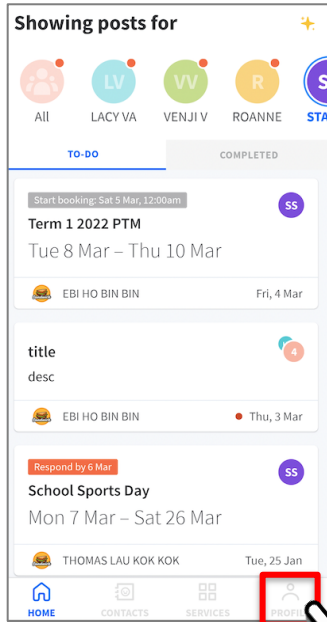 Showing posts for
LV
VV
R
S
All
LACY VA
VENJI V
ROANNE
STA
TO-DO
COMPLETED
Start booking: Sat 5 Mar, 12:00am
SS
Term 1 2022 PTM
Tue 8 Mar – Thu 10 Mar
EBI HO BIN BIN
Fri, 4 Mar
title
4
desc
EBI HO BIN BIN
Thu, 3 Mar
Respond by 6 Mar
SS
School Sports Day
Mon 7 Mar – Sat 26 Mar
THOMAS LAU KOK KOK
Tue, 25 Jan
HOME
CONTACTS
SERVICES
PROFIL